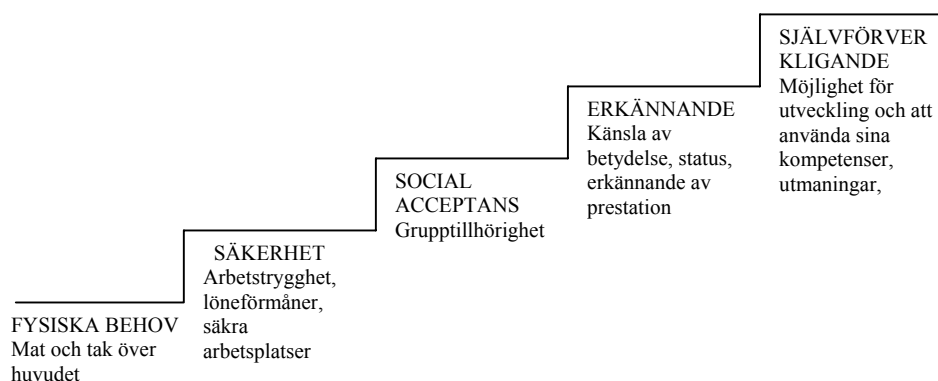 FYSISKA BEHOV
Mat och tak över
huvudet
SÄKERHET
Arbetstrygghet,
löneförmåner,
säkra
arbetsplatser
SOCIAL
ACCEPTANS
Grupptillhörighet
ERKÄNNANDE
Känsla av
betydelse, status,
erkännande av
prestation
SJÄLVFÖRVER
KLIGANDE
Möjlighet för
utveckling och att
använda sina
kompetenser,
utmaningar,